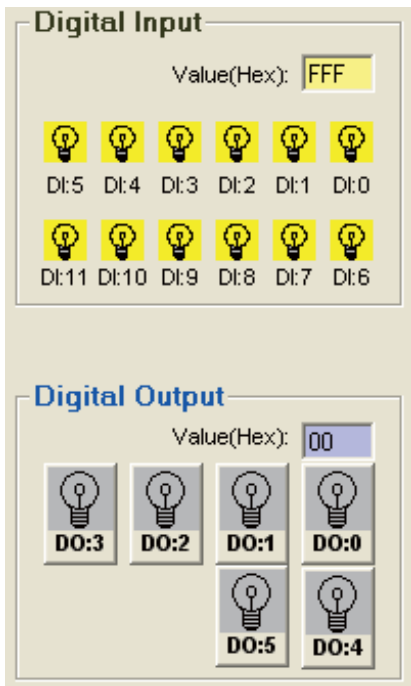 Digital Input
Value(Hex): FFF
DI:5 DI:4 DI:3 DI:2 DI:1 DI:0
DI:11 DI:10 DI:9 DI:8 DI:7 DI:6
Digital Output
Value(Hex): 00
DO:3 DO:2 DO:1 DO:0
DO:5 DO:4